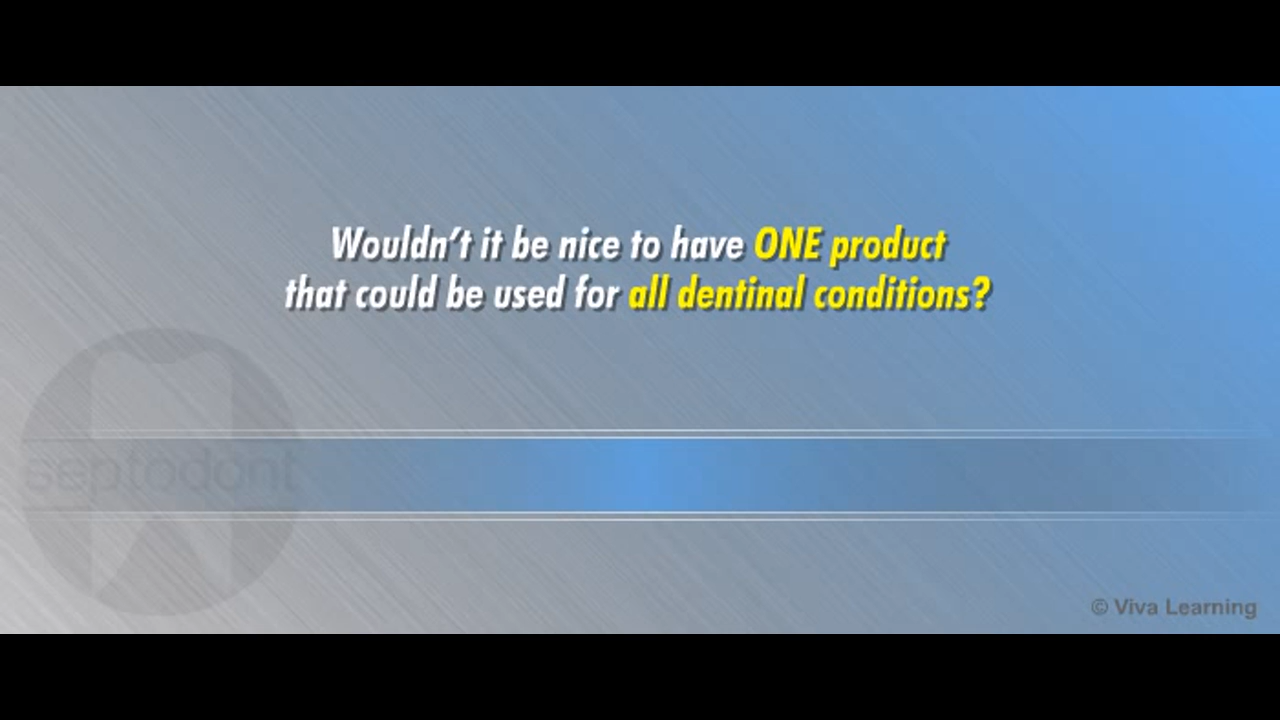 Wouldn't it be nice to have ONE product
that could be used for all dentinal conditions?
septodont
© Viva Learning